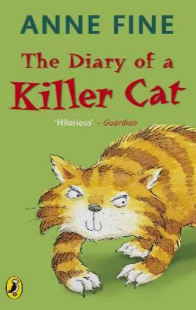 ANNE FINE
The Diary of a
Killer Cat
'Hilarious' - Guardian